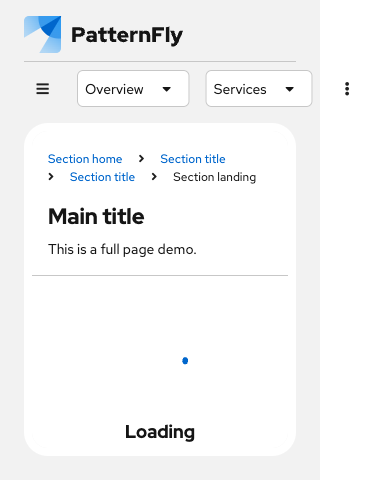 PatternFly
Overview Services
Section home Section title
Section title Section landing
Main title
This is a full page demo.
Loading